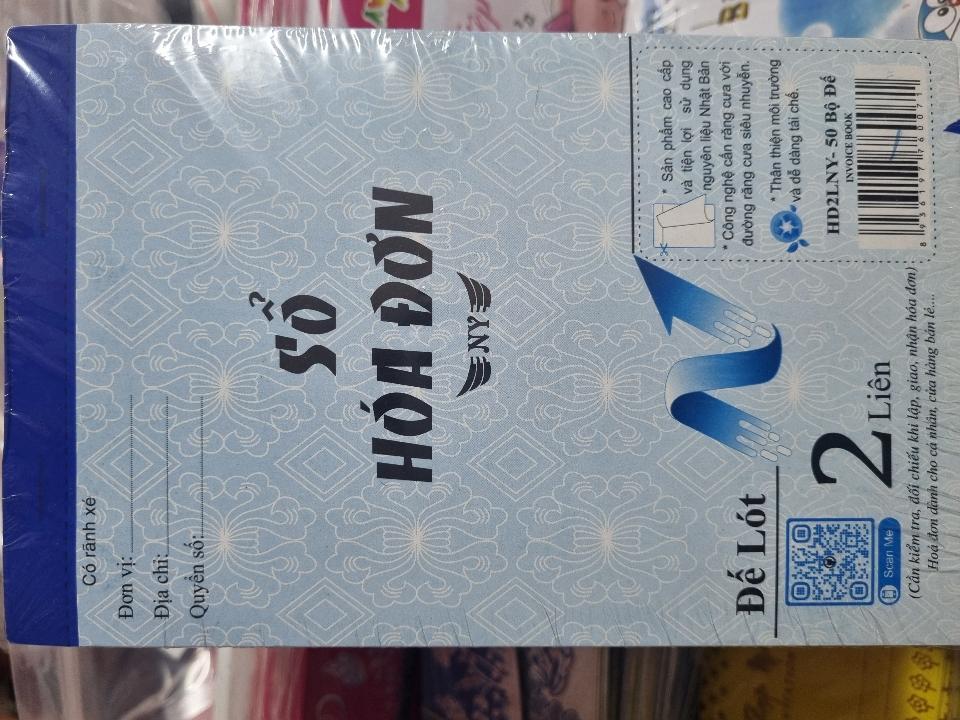 Có rãnh xé
Đơn vị:
Địa chỉ:
Quyển số:
SỔ
HÓA ĐƠN
NY
* Sản phẩm cao cấp
và tiện lợi sử dụng
nguyên liệu Nhật Bản
* Công nghệ cấn răng cưa với
đường răng cưa siêu nhuyễn.
* Thân thiện môi trường
và dễ dàng tái chế.
HD2LNY- 50 Bộ Đế
INVOICE BOOK
8 936197 760071
Đế Lót
2 Liên
Scan Me
(Cần kiểm tra, đối chiếu khi lập, giao, nhận hóa đơn)
Hoá đơn dành cho cá nhân, cửa hàng bán lẻ....